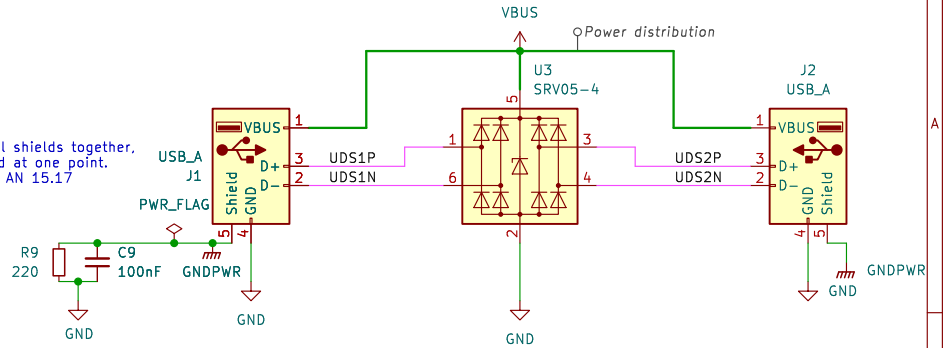 VBUS
Power distribution
U3
SRV05-4
J2
USB_A
5
1
VBUS
1
VBUS
A
shields together,
at one point.
AN 15.17
USB_A
J1
3
D+
UDS1P
1
3
UDS2P
3
D+
2
D-
UDS1N
6
4
UDS2N
2
D-
PWR_FLAG
Shield
GND
GND
Shield
5
4
2
4
5
R9
220
C9
100nF
GNDPWR
GNDPWR
GND
GND
GND
GND